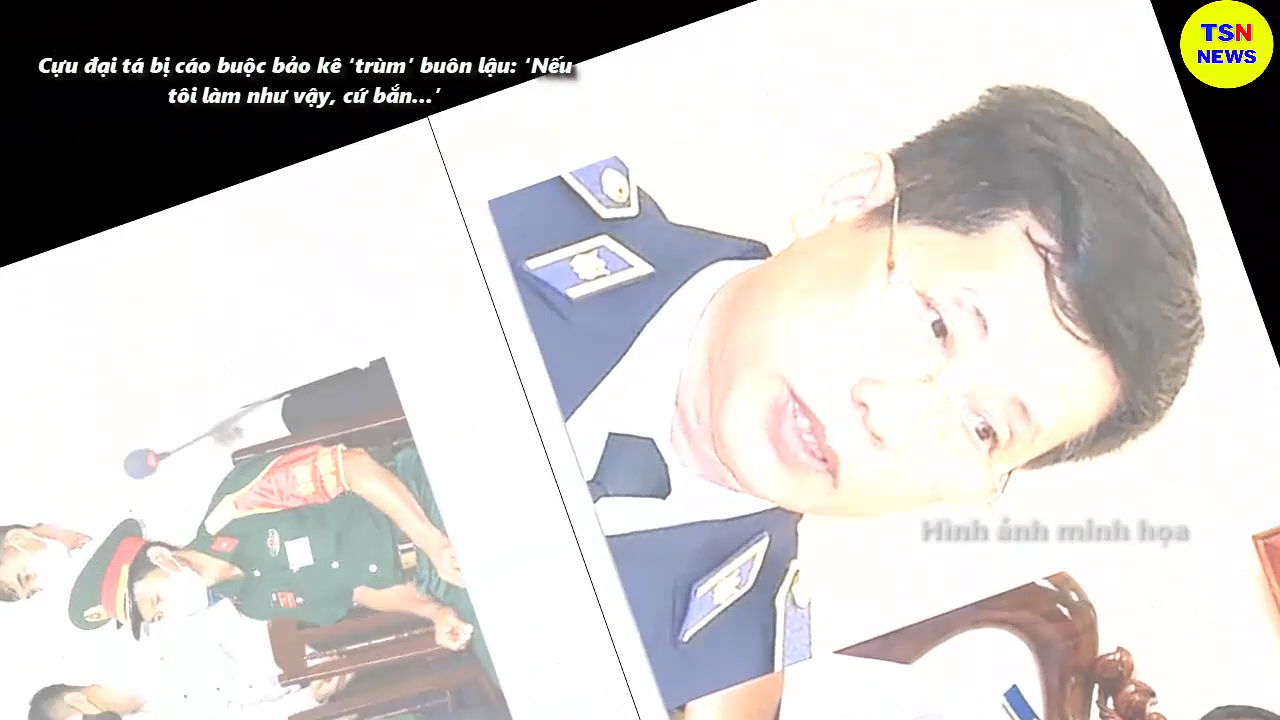 Cựu đại tá bị cáo buộc bảo kê ‘trùm’ buôn lậu: ‘Nếu
tôi làm như vậy, cứ bắn...’
TSN
NEWS
Hình ảnh minh họa